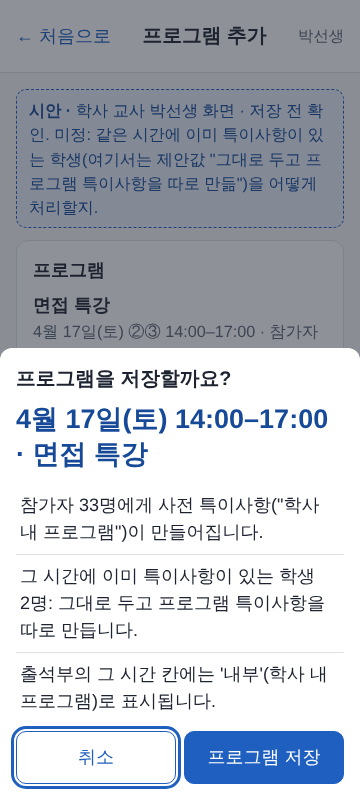 ← 처음으로 프로그램 추가 박선생
시안 · 학사 교사 박선생 화면 · 저장 전 확
인. 미정: 같은 시간에 이미 특이사항이 있
는 학생(여기서는 제안값 "그대로 두고 프
로그램 특이사항을 따로 만듦")을 어떻게
처리할지.
프로그램
면접 특강
4월 17일(토) ②③ 14:00–17:00 · 참가자
프로그램을 저장할까요?
4월 17일(토) 14:00–17:00
· 면접 특강
참가자 33명에게 사전 특이사항("학사
내 프로그램")이 만들어집니다.
그 시간에 이미 특이사항이 있는 학생
2명: 그대로 두고 프로그램 특이사항을
따로 만듭니다.
출석부의 그 시간 칸에는 '내부'(학사 내
프로그램)로 표시됩니다.
취소 프로그램 저장